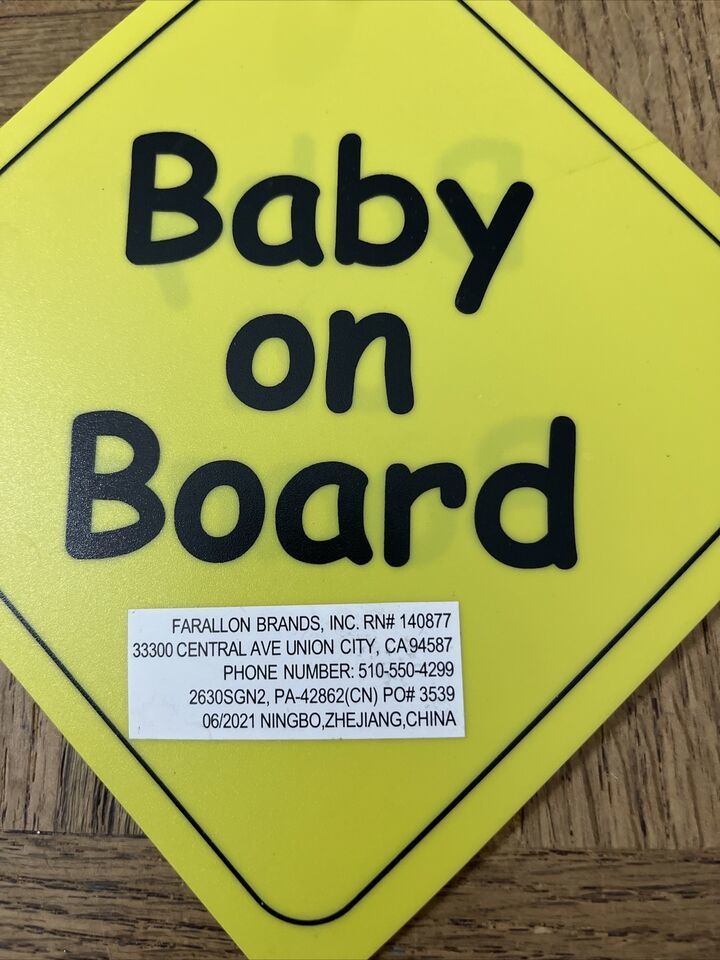 Baby
on
Board
FARALLON BRANDS, INC. RN# 140877
33300 CENTRAL AVE UNION CITY, CA 94587
PHONE NUMBER: 510-550-4299
2630SGN2, PA-42862(CN) PO# 3539
06/2021 NINGBO,ZHEJIANG,CHINA